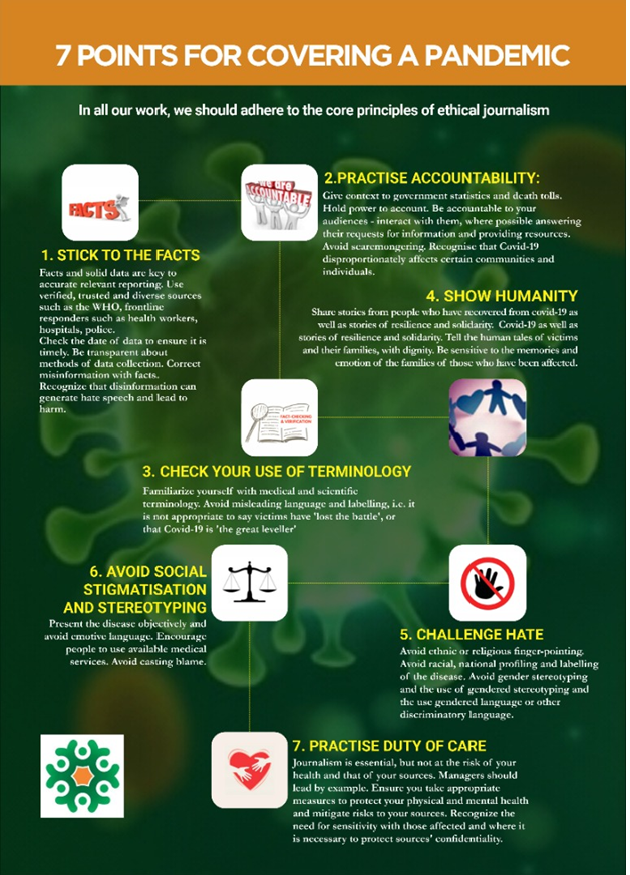 7 POINTS FOR COVERING A PANDEMIC
In all our work, we should adhere to the core principles of ethical journalism
FACTS
We are
ACCOUNTABLE
1. STICK TO THE FACTS
Facts and solid data are key to
accurate relevant reporting. Use
verified, trusted and diverse sources
such as the WHO, frontline
responders such as health workers,
hospitals, police.
Check the date of data to ensure it is
timely. Be transparent about
methods of data collection. Correct
misinformation with facts.
Recognize that disinformation can
generate hate speech and lead to
harm.
2.PRACTISE ACCOUNTABILITY:
Give context to government statistics and death tolls.
Hold power to account. Be accountable to your
audiences - interact with them, where possible answering
their requests for information and providing resources.
Avoid scaremongering. Recognise that Covid-19
disproportionately affects certain communities and
individuals.
4. SHOW HUMANITY
Share stories from people who have recovered from covid-19 as
well as stories of resilience and solidarity. Covid-19 as well as
stories of resilience and solidarity. Tell the human tales of victims
and their families, with dignity. Be sensitive to the memories and
emotion of the families of those who have been affected.
FACT-CHECKING
& VERIFICATION
3. CHECK YOUR USE OF TERMINOLOGY
Familiarize yourself with medical and scientific
terminology. Avoid misleading language and labelling, i.e. it
is not appropriate to say victims have 'lost the battle', or
that Covid-19 is 'the great leveller'
6. AVOID SOCIAL
STIGMATISATION
AND STEREOTYPING
Present the disease objectively and
avoid emotive language. Encourage
people to use available medical
services. Avoid casting blame.
5. CHALLENGE HATE
Avoid ethnic or religious finger-pointing.
Avoid racial, national profiling and labelling
of the disease. Avoid gender stereotyping
and the use of gendered stereotyping and
the use gendered language or other
discriminatory language.
7. PRACTISE DUTY OF CARE
Journalism is essential, but not at the risk of your
health and that of your sources. Managers should
lead by example. Ensure you take appropriate
measures to protect your physical and mental health
and mitigate risks to your sources. Recognize the
need for sensitivity with those affected and where it
is necessary to protect sources' confidentiality.